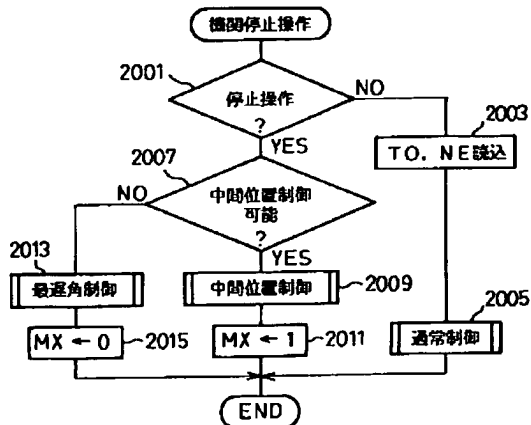 機関停止操作
2001
停止操作
?
NO
YES
2003
TO. NE読込
2007
中間位置制御
可能
?
NO
YES
2013
最遅角制御
中間位置制御
2009
2005
通常制御
MX ← 0
2015
MX ← 1
2011
END